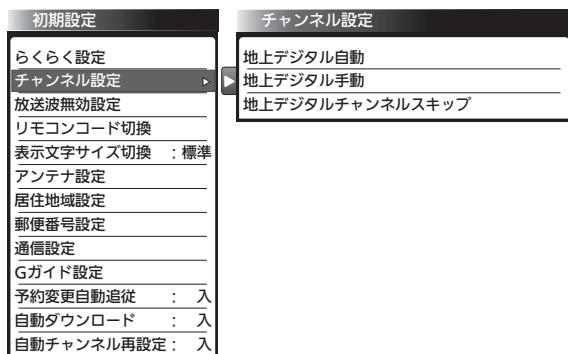 初期設定
らくらく設定
チャンネル設定
放送波無効設定
リモコンコード切換
表示文字サイズ切換 ：標準
アンテナ設定
居住地域設定
郵便番号設定
通信設定
Gガイド設定
予約変更自動追従 ： 入
自動ダウンロード ： 入
自動チャンネル再設定： 入
チャンネル設定
地上デジタル自動
地上デジタル手動
地上デジタルチャンネルスキップ